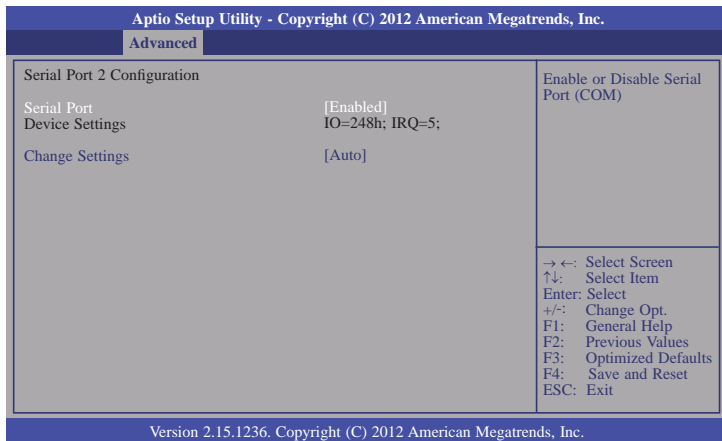 Aptio Setup Utility - Copyright (C) 2012 American Megatrends, Inc.
Advanced
Serial Port 2 Configuration
Serial Port [Enabled]
Device Settings IO=248h; IRQ=5;
Change Settings [Auto]
Enable or Disable Serial
Port (COM)
→ ←: Select Screen
↑↓: Select Item
Enter: Select
+/-: Change Opt.
F1: General Help
F2: Previous Values
F3: Optimized Defaults
F4: Save and Reset
ESC: Exit
Version 2.15.1236. Copyright (C) 2012 American Megatrends, Inc.